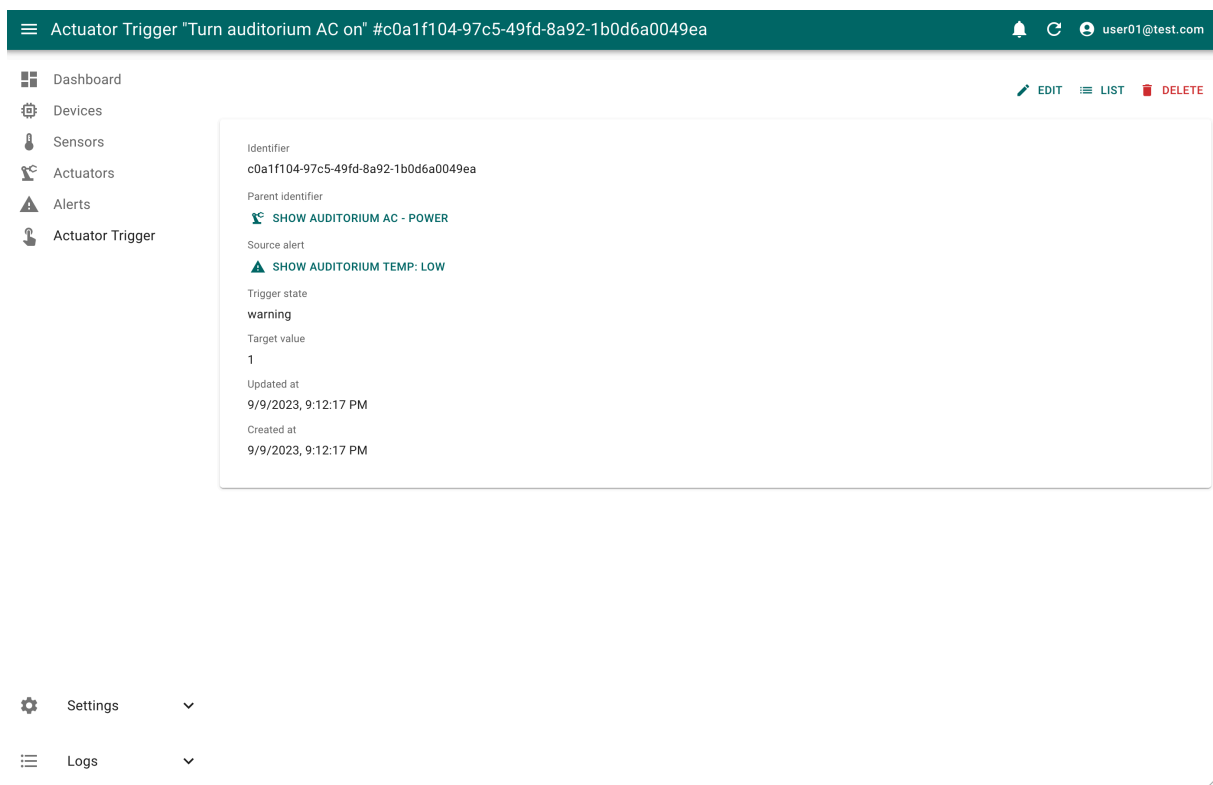 Actuator Trigger "Turn auditorium AC on" #c0a1f104-97c5-49fd-8a92-1b0d6a0049ea
user01@test.com
Dashboard
Devices
Sensors
Actuators
Alerts
Actuator Trigger
EDIT
LIST
DELETE
Identifier
c0a1f104-97c5-49fd-8a92-1b0d6a0049ea
Parent identifier
SHOW AUDITORIUM AC - POWER
Source alert
SHOW AUDITORIUM TEMP: LOW
Trigger state
warning
Target value
1
Updated at
9/9/2023, 9:12:17 PM
Created at
9/9/2023, 9:12:17 PM
Settings
Logs